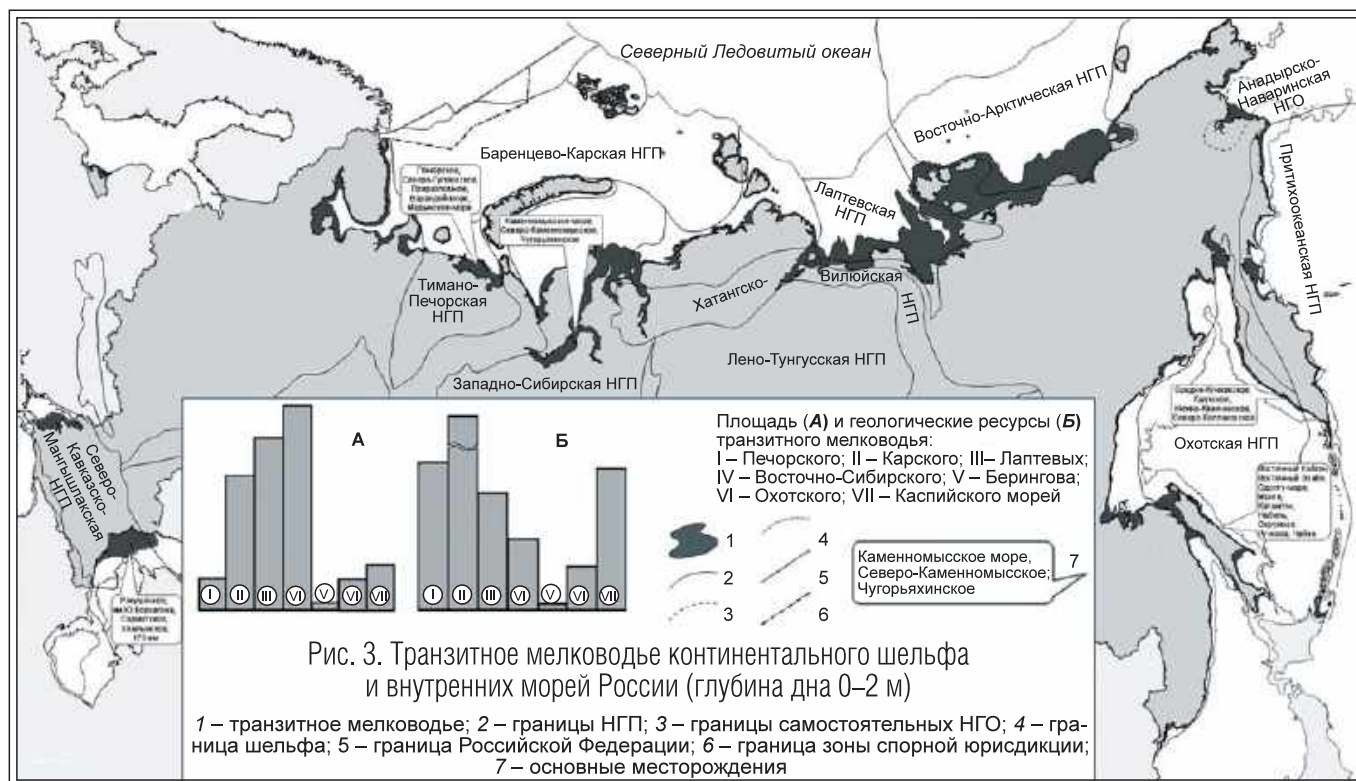 Северный Ледовитый океан
Анадырско-
Наваринская
НГО
Восточно-Арктическая НГП
Баренцево-Карская НГП
Притихоокеанская НГП
Лаптевская
НГП
Каменномысское море,
Северо-Каменномысское,
Чугорьяхинское
Тимано-
Печорская
НГП
Хатангско-
Вилюйская
НГП
Лено-Тунгусская НГП
Западно-Сибирская НГП
Охотская НГП
Северо-
Кавказско-
Мангышлакская
НГП
А
Б
I II III VI V VI VII
I II III VI V VI VII
Площадь (А) и геологические ресурсы (Б)
транзитного мелководья:
I – Печорского; II – Карского; III– Лаптевых;
IV – Восточно-Сибирского; V – Берингова;
VI – Охотского; VII – Каспийского морей
1
2
3
4
5
6
Каменномысское море,
Северо-Каменномысское;
Чугорьяхинское
7
Рис. 3. Транзитное мелководье континентального шельфа
и внутренних морей России (глубина дна 0–2 м)
1 – транзитное мелководье; 2 – границы НГП; 3 – границы самостоятельных НГО; 4 – гра-
ница шельфа; 5 – граница Российской Федерации; 6 – граница зоны спорной юрисдикции;
7 – основные месторождения